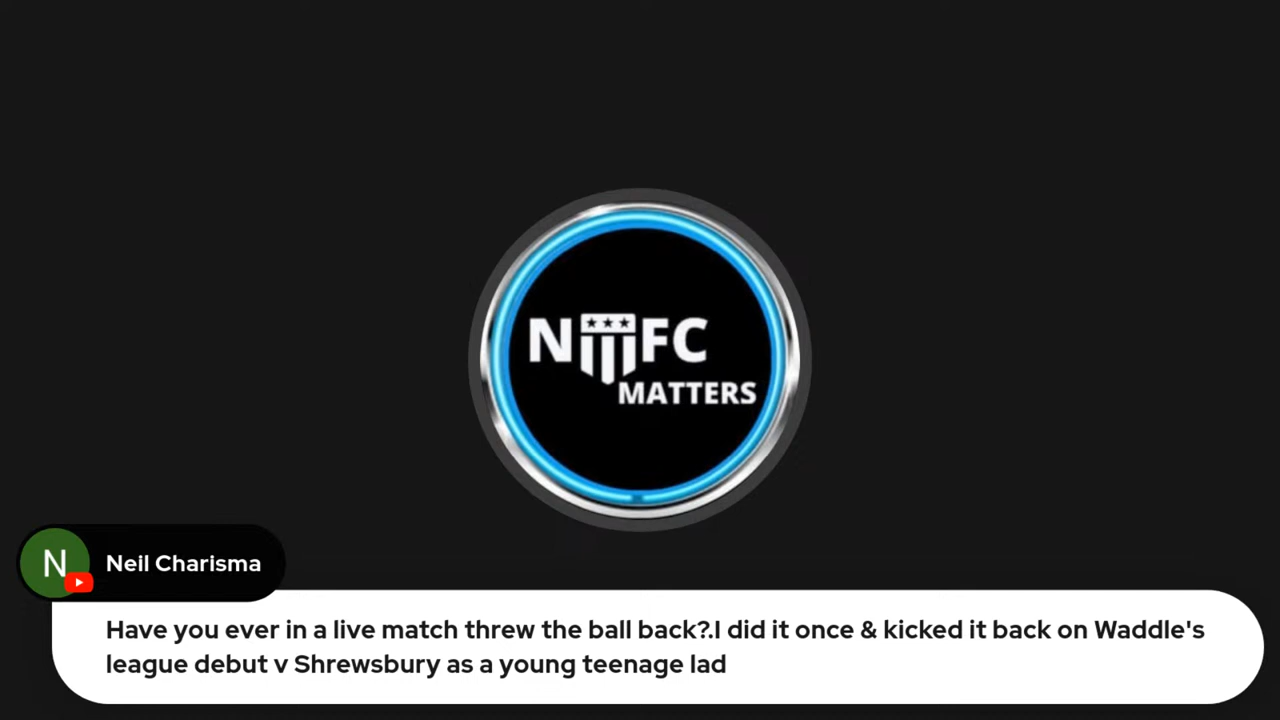 NUFC
MATTERS
N
Neil Charisma
Have you ever in a live match threw the ball back?.I did it once & kicked it back on Waddle's
league debut v Shrewsbury as a young teenage lad